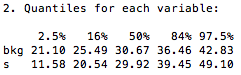 2. Quantiles for each variable:
2.5% 16% 50% 84% 97.5%
bkg 21.10 25.49 30.67 36.46 42.83
s 11.58 20.54 29.92 39.45 49.10